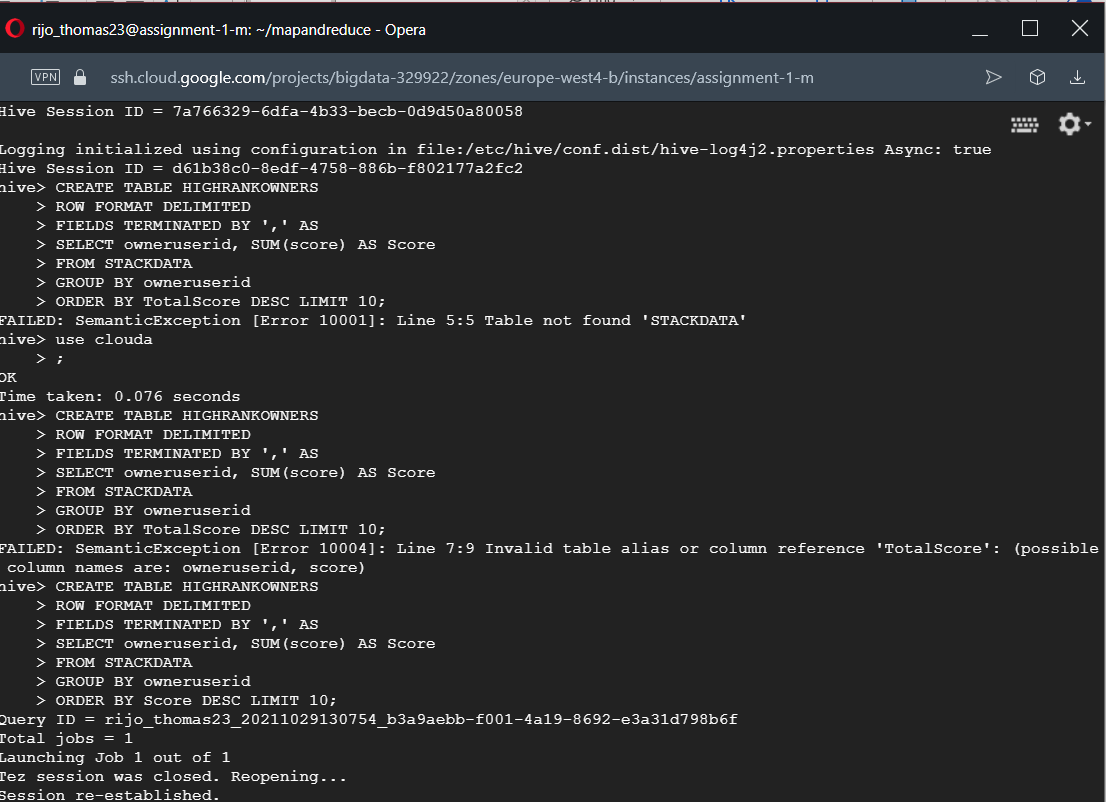 rijo_thomas23@assignment-1-m: ~/mapandreduce - Opera
VPN ssh.cloud.google.com/projects/bigdata-329922/zones/europe-west4-b/instances/assignment-1-m
Hive Session ID = 7a766329-6dfa-4b33-becb-0d9d50a80058
Logging initialized using configuration in file:/etc/hive/conf.dist/hive-log4j2.properties Async: true
Hive Session ID = d61b38c0-8edf-4758-886b-f802177a2fc2
hive> CREATE TABLE HIGHRANKOWNERS
    > ROW FORMAT DELIMITED
    > FIELDS TERMINATED BY ',' AS
    > SELECT owneruserid, SUM(score) AS Score
    > FROM STACKDATA
    > GROUP BY owneruserid
    > ORDER BY TotalScore DESC LIMIT 10;
FAILED: SemanticException [Error 10001]: Line 5:5 Table not found 'STACKDATA'
hive> use clouda
    > ;
OK
Time taken: 0.076 seconds
hive> CREATE TABLE HIGHRANKOWNERS
    > ROW FORMAT DELIMITED
    > FIELDS TERMINATED BY ',' AS
    > SELECT owneruserid, SUM(score) AS Score
    > FROM STACKDATA
    > GROUP BY owneruserid
    > ORDER BY TotalScore DESC LIMIT 10;
FAILED: SemanticException [Error 10004]: Line 7:9 Invalid table alias or column reference 'TotalScore': (possible
 column names are: owneruserid, score)
hive> CREATE TABLE HIGHRANKOWNERS
    > ROW FORMAT DELIMITED
    > FIELDS TERMINATED BY ',' AS
    > SELECT owneruserid, SUM(score) AS Score
    > FROM STACKDATA
    > GROUP BY owneruserid
    > ORDER BY Score DESC LIMIT 10;
Query ID = rijo_thomas23_20211029130754_b3a9aebb-f001-4a19-8692-e3a31d798b6f
Total jobs = 1
Launching Job 1 out of 1
Tez session was closed. Reopening...
Session re-established.